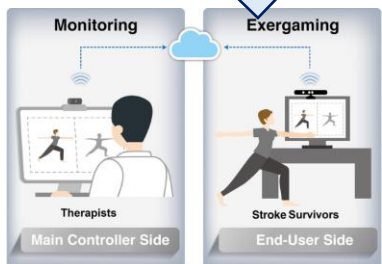 Monitoring
Exergaming
Therapists
Stroke Survivors
Main Controller Side
End-User Side